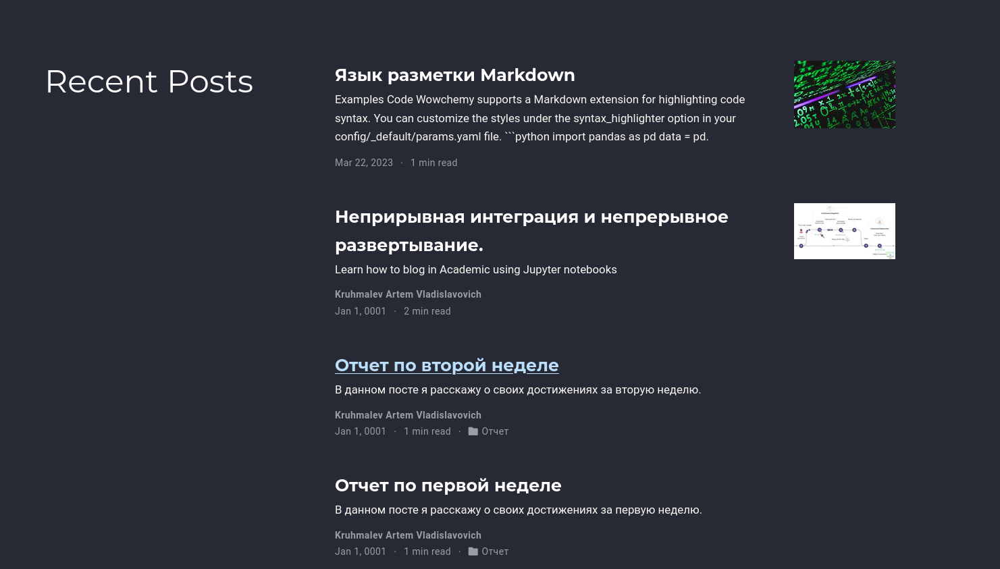 Recent Posts
Язык разметки Markdown
Examples Code Wowchemy supports a Markdown extension for highlighting code
syntax. You can customize the styles under the syntax_highlighter option in your
config/_default/params.yaml file. ```python import pandas as pd data = pd.
Mar 22, 2023 · 1 min read
Неприрывная интеграция и непрерывное
развертывание.
Learn how to blog in Academic using Jupyter notebooks
Kruhmalev Artem Vladislavovich
Jan 1, 0001 · 2 min read
Отчет по второй неделе
В данном посте я расскажу о своих достижениях за вторую неделю.
Kruhmalev Artem Vladislavovich
Jan 1, 0001 · 1 min read · Отчет
Отчет по первой неделе
В данном посте я расскажу о своих достижениях за первую неделю.
Kruhmalev Artem Vladislavovich
Jan 1, 0001 · 1 min read · Отчет